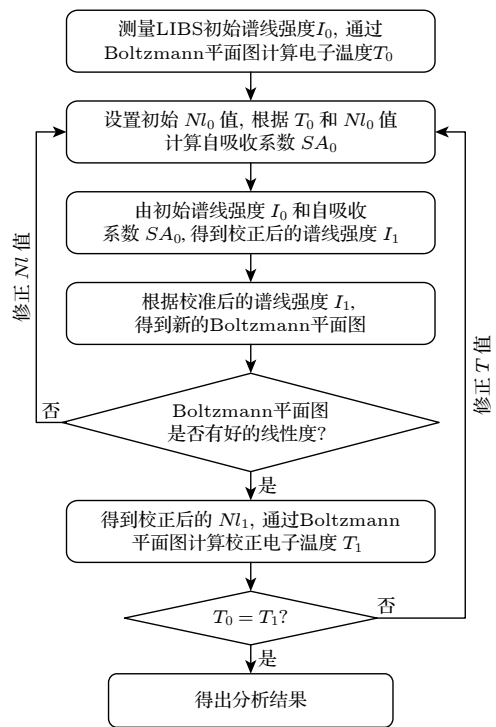 测量LIBS初始谱线强度I₀, 通过
Boltzmann平面图计算电子温度T₀
设置初始 Nl₀ 值, 根据 T₀ 和 Nl₀ 值
计算自吸收系数 SA₀
由初始谱线强度 I₀ 和自吸收
系数 SA₀, 得到校正后的谱线强度 I₁
根据校准后的谱线强度 I₁,
得到新的Boltzmann平面图
修正 Nl 值
修正 T 值
Boltzmann平面图
是否有好的线性度?
否
是
得到校正后的 Nl₁, 通过Boltzmann
平面图计算校正电子温度 T₁
T₀ = T₁?
否
是
得出分析结果